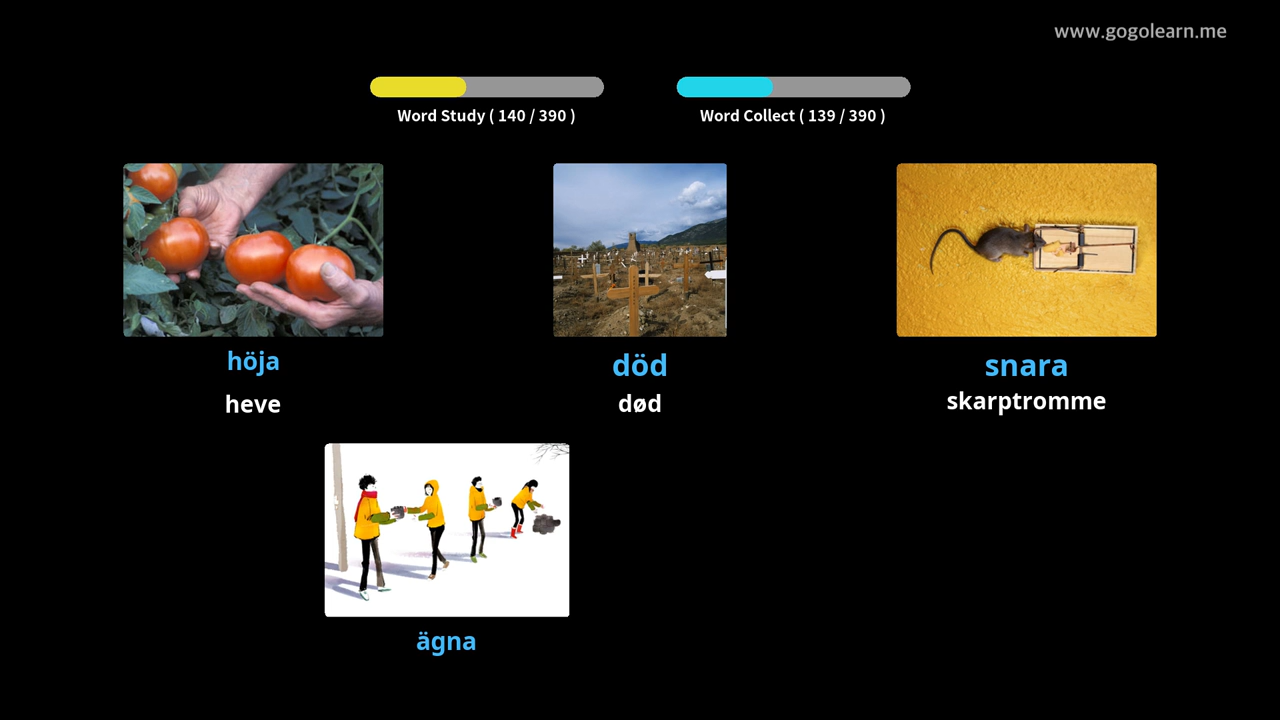 www.gogolearn.me
Word Study ( 140 / 390 )
Word Collect ( 139 / 390 )
höja
död
snara
heve
død
skarptromme
ägna